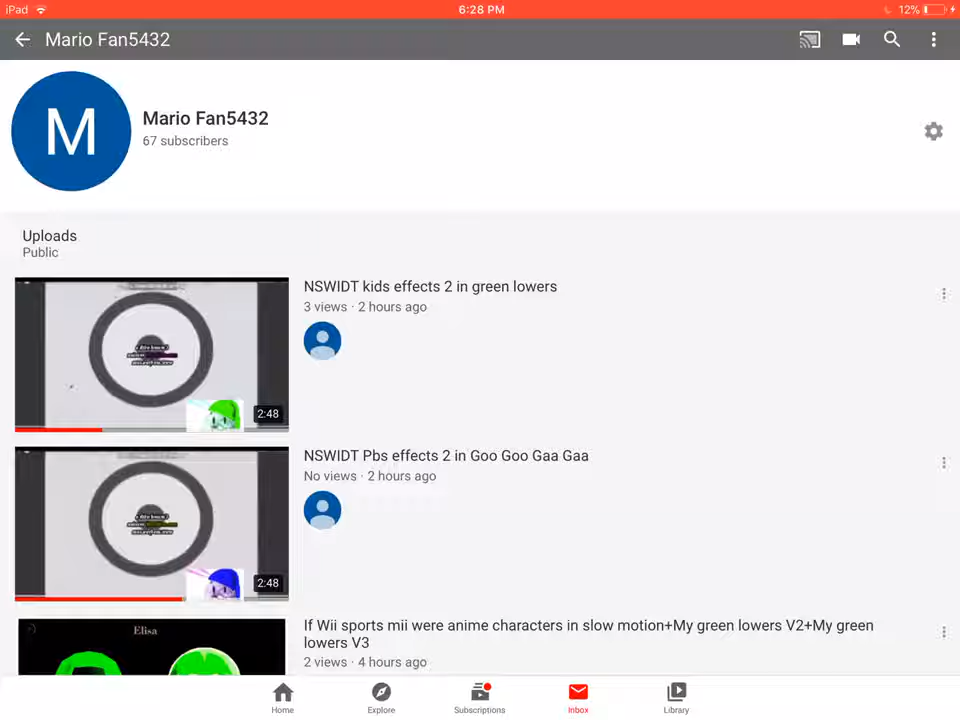 iPad 6:28 PM 12%
Mario Fan5432
M
Mario Fan5432
67 subscribers
Uploads
Public
NSWIDT kids effects 2 in green lowers
3 views · 2 hours ago
2:48
NSWIDT Pbs effects 2 in Goo Goo Gaa Gaa
No views · 2 hours ago
2:48
Elisa
If Wii sports mii were anime characters in slow motion+My green lowers V2+My green
lowers V3
2 views · 4 hours ago
Home Explore Subscriptions Inbox Library